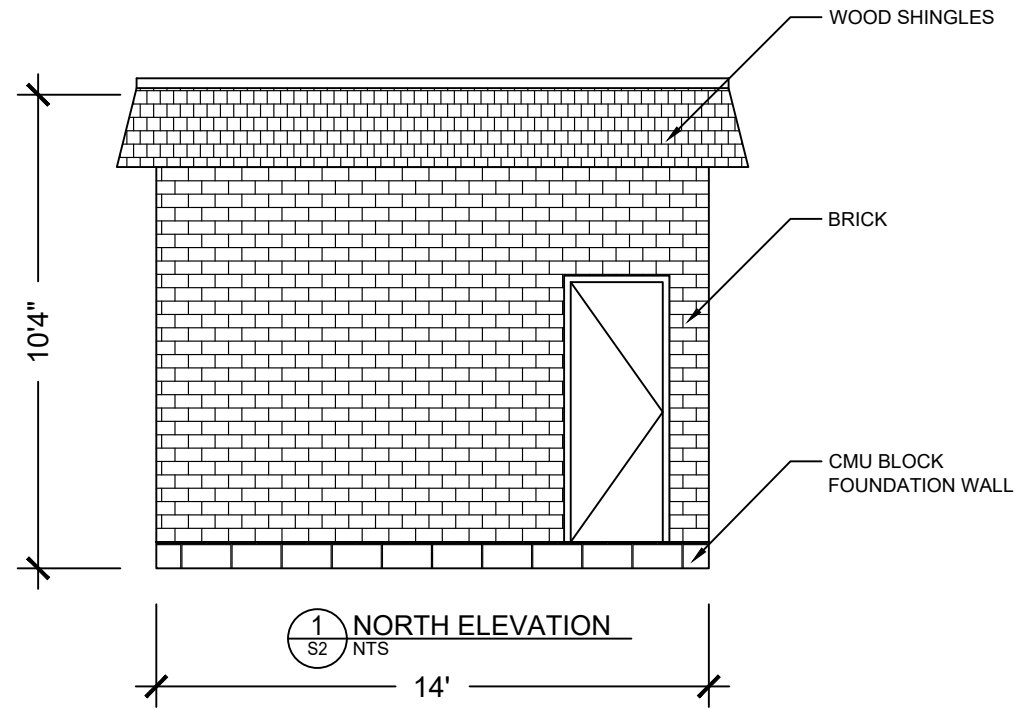 WOOD SHINGLES
BRICK
10'4"
CMU BLOCK
FOUNDATION WALL
1 NORTH ELEVATION
S2 NTS
14'